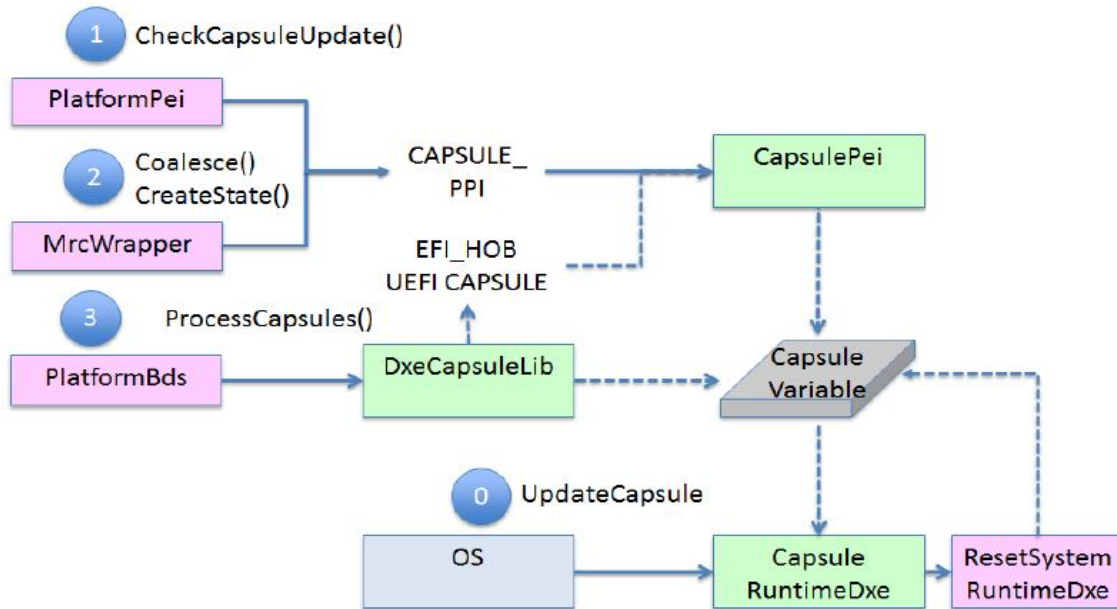 1
CheckCapsuleUpdate()
PlatformPei
2
Coalesce()
CreateState()
MrcWrapper
CAPSULE_
PPI
CapsulePei
EFI_HOB
UEFI CAPSULE
3
ProcessCapsules()
PlatformBds
DxeCapsuleLib
Capsule
Variable
0
UpdateCapsule
OS
Capsule
RuntimeDxe
ResetSystem
RuntimeDxe